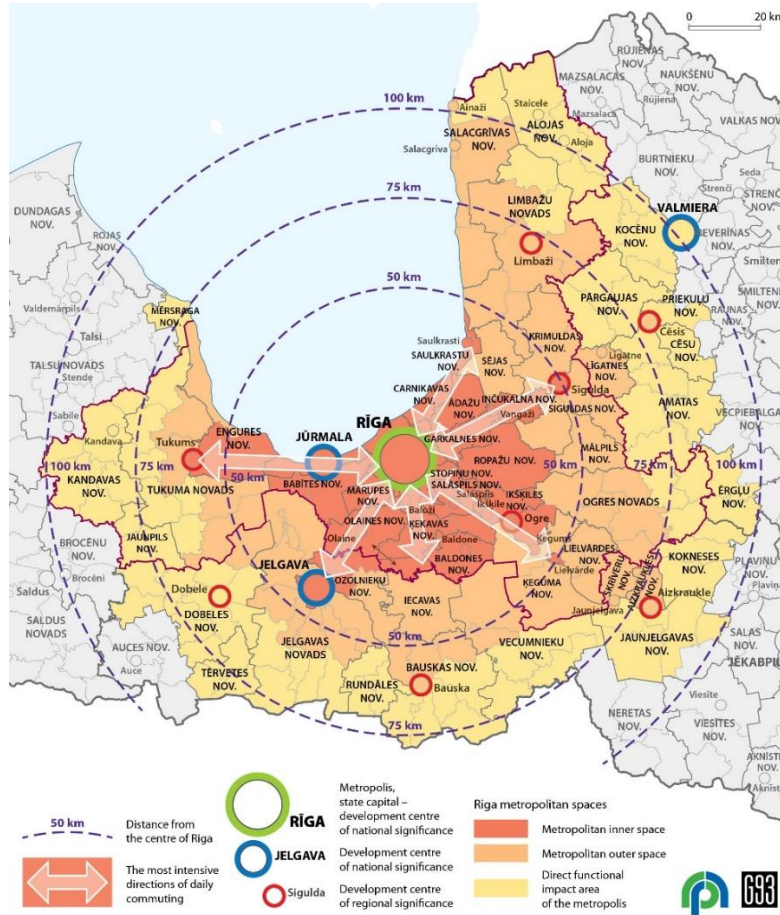 0 20 km
RŪJIENAS
NOV.
MAZSALACAS
NOV.
NAUKŠĒNU
NOV.
Rūjiena
Mazsalaca
VALKAS NOV.
100 km
Ainaži
Staicele
ALOJAS
NOV.
Aloja
SALACGRĪVAS
NOV.
Salacgrīva
BURTNIEKU
NOV.
Seda
Strenči
75 km
LIMBAŽU
NOVADS
Limbaži
KOCĒNU
NOV.
VALMIERA
DUNDAGAS
NOV.
ROJAS
NOV.
Valdemārpils
Talsi
TALSU NOVADS
Stende
Sabile
MĒRSRAGA
NOV.
50 km
PĀRGAUJAS
NOV.
PRIEKUĻU
NOV.
Cēsis
CĒSU
NOV.
RAUNAS
NOV.
KRIMULDAS
NOV.
Līgatne
LĪGATNES
NOV.
Saulkrasti
SAULKRASTU
NOV.
SĒJAS
NOV.
CARNIKAVAS
NOV.
ĀDAŽU
NOV.
INČUKALNA NOV.
Vangaži
Sigulda
SIGULDAS NOV.
AMATAS
NOV.
RĪGA
GARKALNES NOV.
ENGURES
NOV.
JŪRMALA
Tukums
Kandava
KANDAVAS
NOV.
100 km
75 km
50 km
TUKUMA NOVADS
BABĪTES NOV.
MĀRUPES
NOV.
STOPIŅU NOV.
SALASPILS NOV.
ROPAŽU NOV.
MĀLPILS
NOV.
50 km
75 km
100 km
Salaspils
Ikšķile
IKŠĶILES
NOV.
Ogre
OGRES NOVADS
ĒRGĻU
NOV.
JAUNPILS
NOV.
OLAINES NOV.
Olaine
Baloži
ĶEKAVAS
NOV.
Baldone
BALDONES
NOV.
Ķegums
LIELVĀRDES
NOV.
Lielvārde
ĶEGUMA
NOV.
SKRĪVERU
NOV.
AIZKRAUKLES
NOV.
KOKNESES
NOV.
Aizkraukle
BROCĒNU
NOV.
Brocēni
Saldus
SALDUS
NOVADS
JELGAVA
OZOLNIEKU
NOV.
Dobele
DOBELES
NOV.
IECAVAS
NOV.
Jaunjelgava
JAUNJELGAVAS
NOV.
SALAS
NOV.
AUCES NOV.
Auce
JELGAVAS
NOVADS
50 km
VECUMNIEKU
NOV.
TĒRVETES
NOV.
RUNDĀLES
NOV.
BAUSKAS NOV.
Bauska
75 km
NERETAS
NOV.
Viesīte
VIESĪTES
NOV.
50 km
Distance from
the centre of Riga
The most intensive
directions of daily
commuting
RĪGA
Metropolis,
state capital –
development centre
of national significance
JELGAVA
Development centre
of national significance
Sigulda
Development centre
of regional significance
Riga metropolitan spaces
Metropolitan inner space
Metropolitan outer space
Direct functional
impact area
of the metropolis
G93